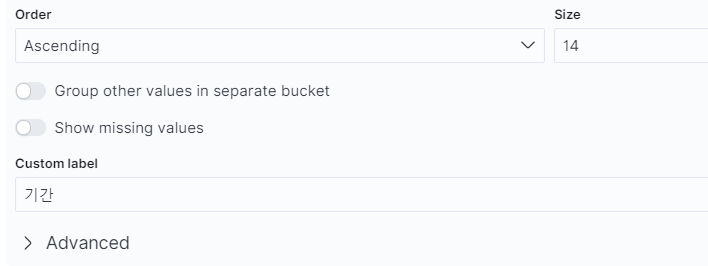 Order
Size
Ascending
14
Group other values in separate bucket
Show missing values
Custom label
기간
Advanced